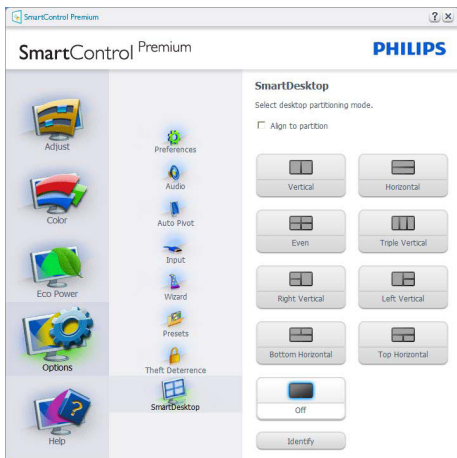 SmartControl Premium
? ×
SmartControl Premium
PHILIPS
Adjust
Color
Eco Power
Options
Help
Preferences
Audio
Auto Pivot
Input
Wizard
Presets
Theft Deterrence
SmartDesktop
SmartDesktop
Select desktop partitioning mode.
Align to partition
Vertical
Horizontal
Even
Triple Vertical
Right Vertical
Left Vertical
Bottom Horizontal
Top Horizontal
Off
Identify